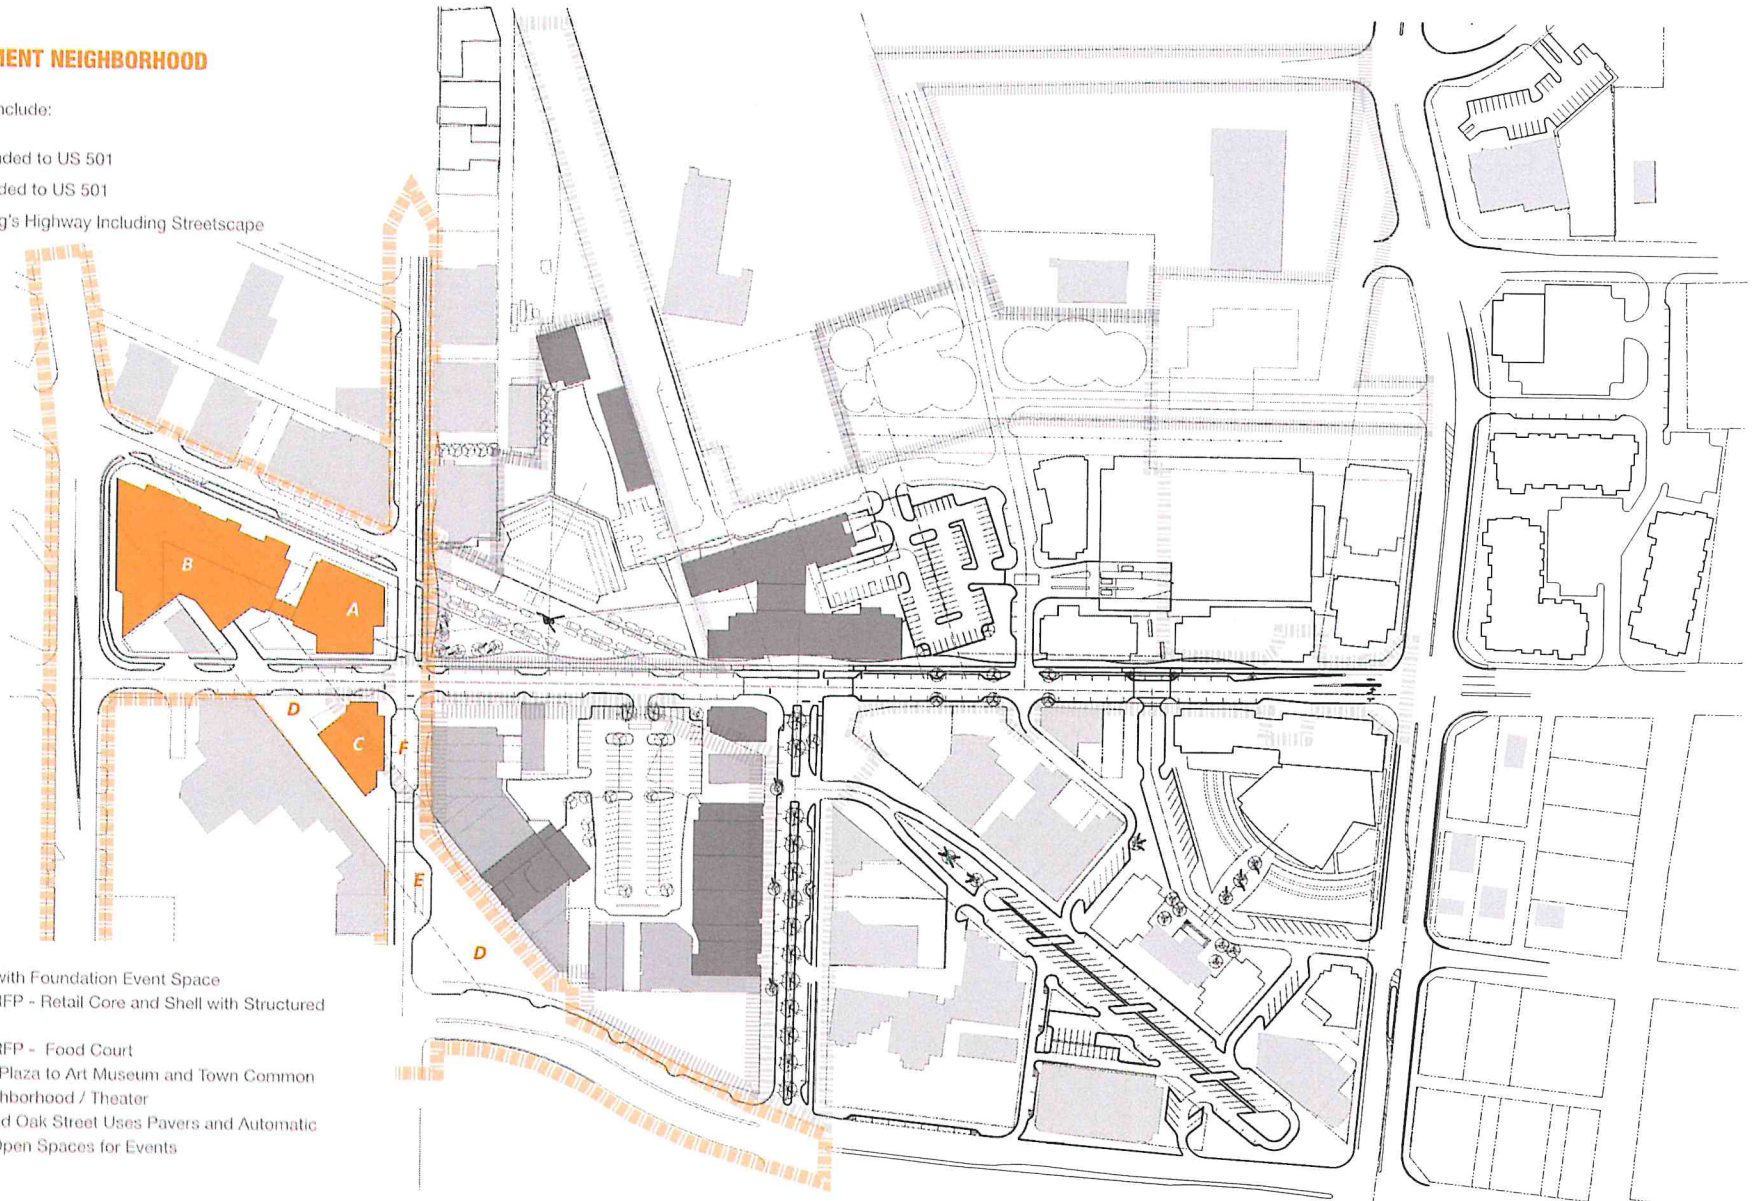 MENT NEIGHBORHOOD
nclude:
ded to US 501
ded to US 501
g's Highway Including Streetscape
B
A
D
C
F
E
D
with Foundation Event Space
RFP - Retail Core and Shell with Structured
RFP - Food Court
Plaza to Art Museum and Town Common
hborhood / Theater
d Oak Street Uses Pavers and Automatic
Open Spaces for Events